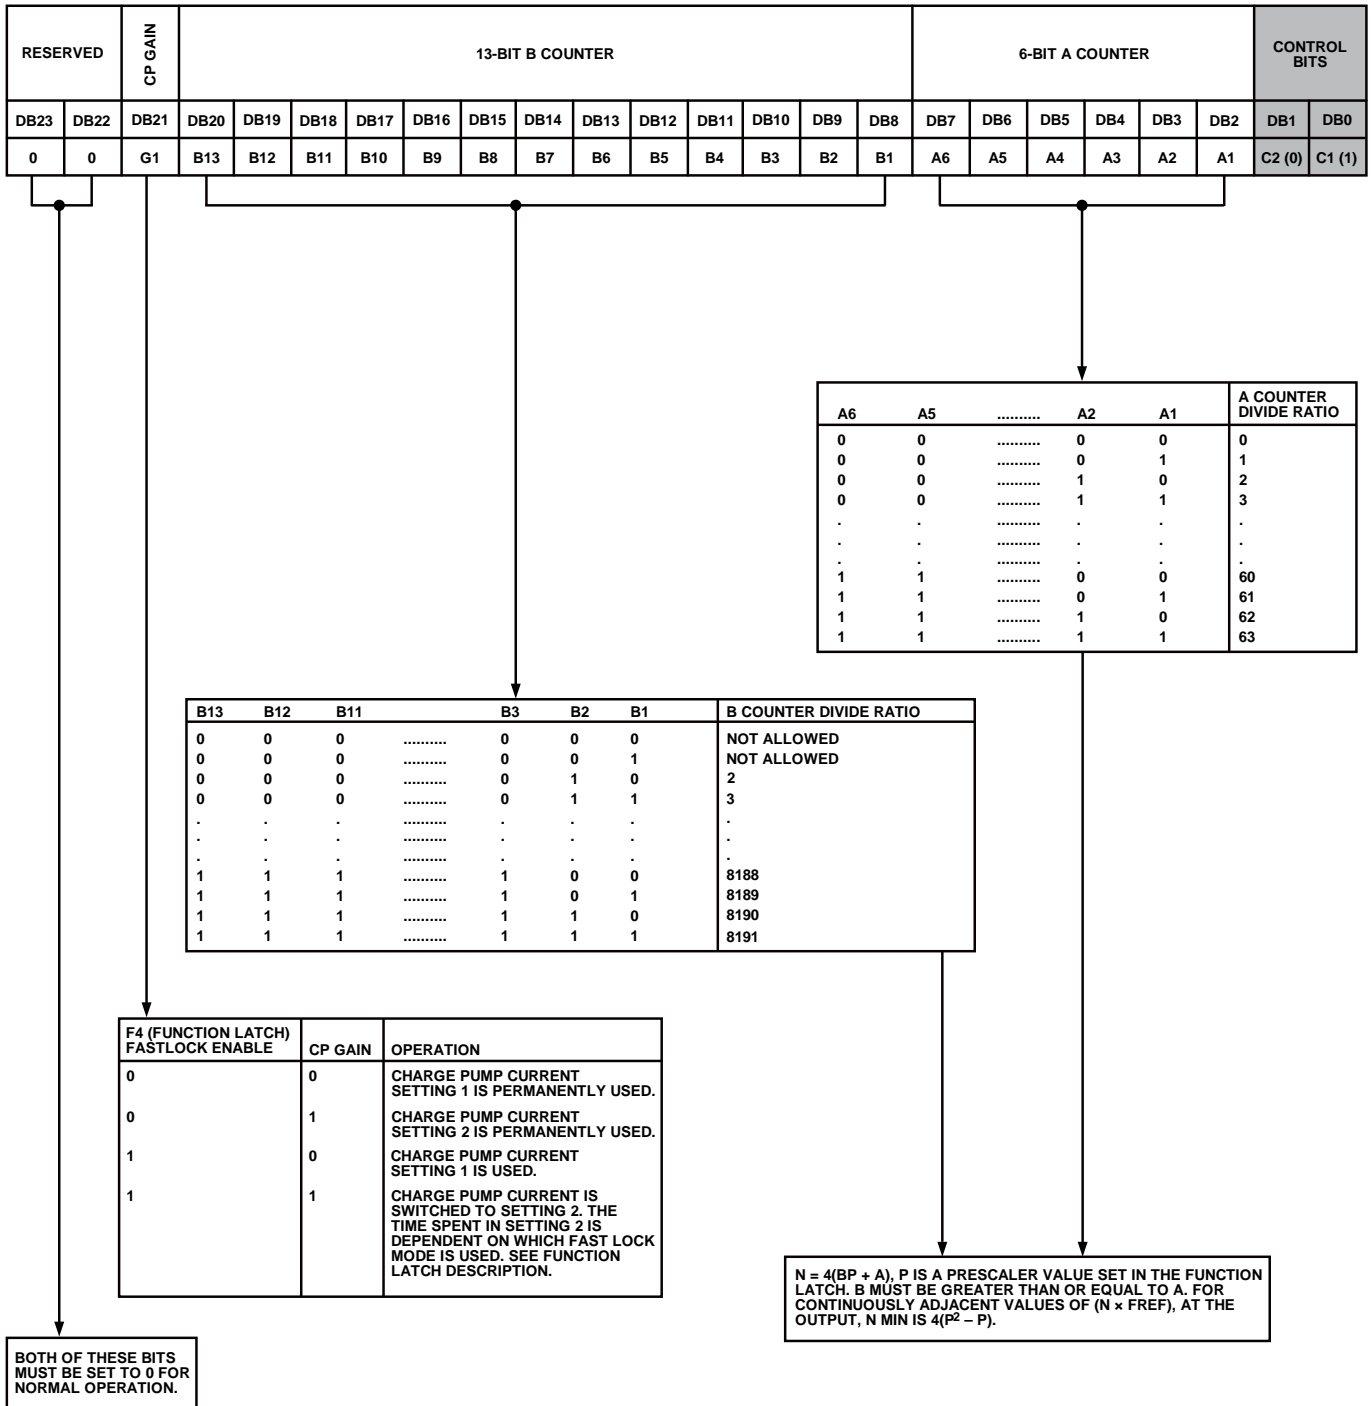 RESERVED CP GAIN 13-BIT B COUNTER 6-BIT A COUNTER CONTROL
BITS
DB23 DB22 DB21 DB20 DB19 DB18 DB17 DB16 DB15 DB14 DB13 DB12 DB11 DB10 DB9 DB8 DB7 DB6 DB5 DB4 DB3 DB2 DB1 DB0
0 0 G1 B13 B12 B11 B10 B9 B8 B7 B6 B5 B4 B3 B2 B1 A6 A5 A4 A3 A2 A1 C2 (0) C1 (1)
A COUNTER
A6 A5 .......... A2 A1 DIVIDE RATIO
0 0 .......... 0 0 0
0 0 .......... 0 1 1
0 0 .......... 1 0 2
0 0 .......... 1 1 3
. . .......... . . .
. . .......... . . .
. . .......... . . .
1 1 .......... 0 0 60
1 1 .......... 0 1 61
1 1 .......... 1 0 62
1 1 .......... 1 1 63
B13 B12 B11 B3 B2 B1 B COUNTER DIVIDE RATIO
0 0 0 .......... 0 0 0 NOT ALLOWED
0 0 0 .......... 0 0 1 NOT ALLOWED
0 0 0 .......... 0 1 0 2
0 0 0 .......... 0 1 1 3
. . . .......... . . . .
. . . .......... . . . .
. . . .......... . . . .
1 1 1 .......... 1 0 0 8188
1 1 1 .......... 1 0 1 8189
1 1 1 .......... 1 1 0 8190
1 1 1 .......... 1 1 1 8191
F4 (FUNCTION LATCH)
FASTLOCK ENABLE CP GAIN OPERATION
0 0 CHARGE PUMP CURRENT
SETTING 1 IS PERMANENTLY USED.
0 1 CHARGE PUMP CURRENT
SETTING 2 IS PERMANENTLY USED.
1 0 CHARGE PUMP CURRENT
SETTING 1 IS USED.
1 1 CHARGE PUMP CURRENT IS
SWITCHED TO SETTING 2. THE
TIME SPENT IN SETTING 2 IS
DEPENDENT ON WHICH FAST LOCK
MODE IS USED. SEE FUNCTION
LATCH DESCRIPTION.
N = 4(BP + A), P IS A PRESCALER VALUE SET IN THE FUNCTION
LATCH. B MUST BE GREATER THAN OR EQUAL TO A. FOR
CONTINUOUSLY ADJACENT VALUES OF (N × FREF), AT THE
OUTPUT, N MIN IS 4(P² – P).
BOTH OF THESE BITS
MUST BE SET TO 0 FOR
NORMAL OPERATION.